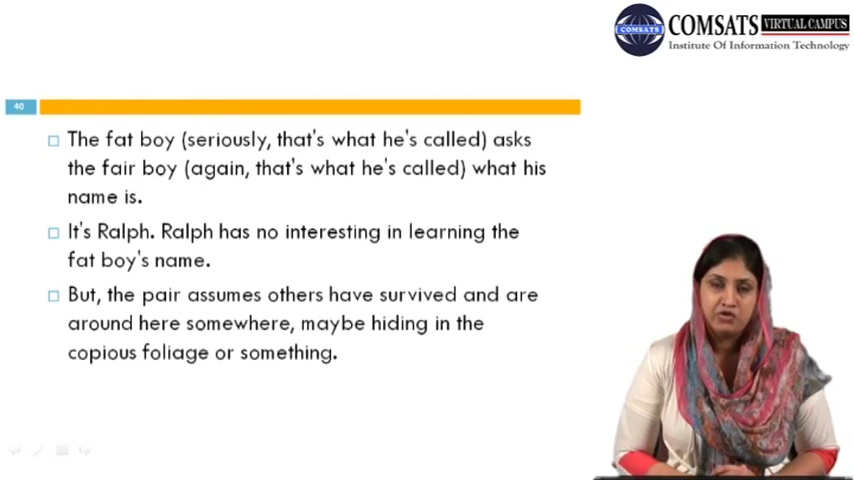 COMSATS VIRTUAL CAMPUS
COMSATS
Institute Of Information Technology
40
The fat boy (seriously, that's what he's called) asks
the fair boy (again, that's what he's called) what his
name is.
It's Ralph. Ralph has no interesting in learning the
fat boy's name.
But, the pair assumes others have survived and are
around here somewhere, maybe hiding in the
copious foliage or something.